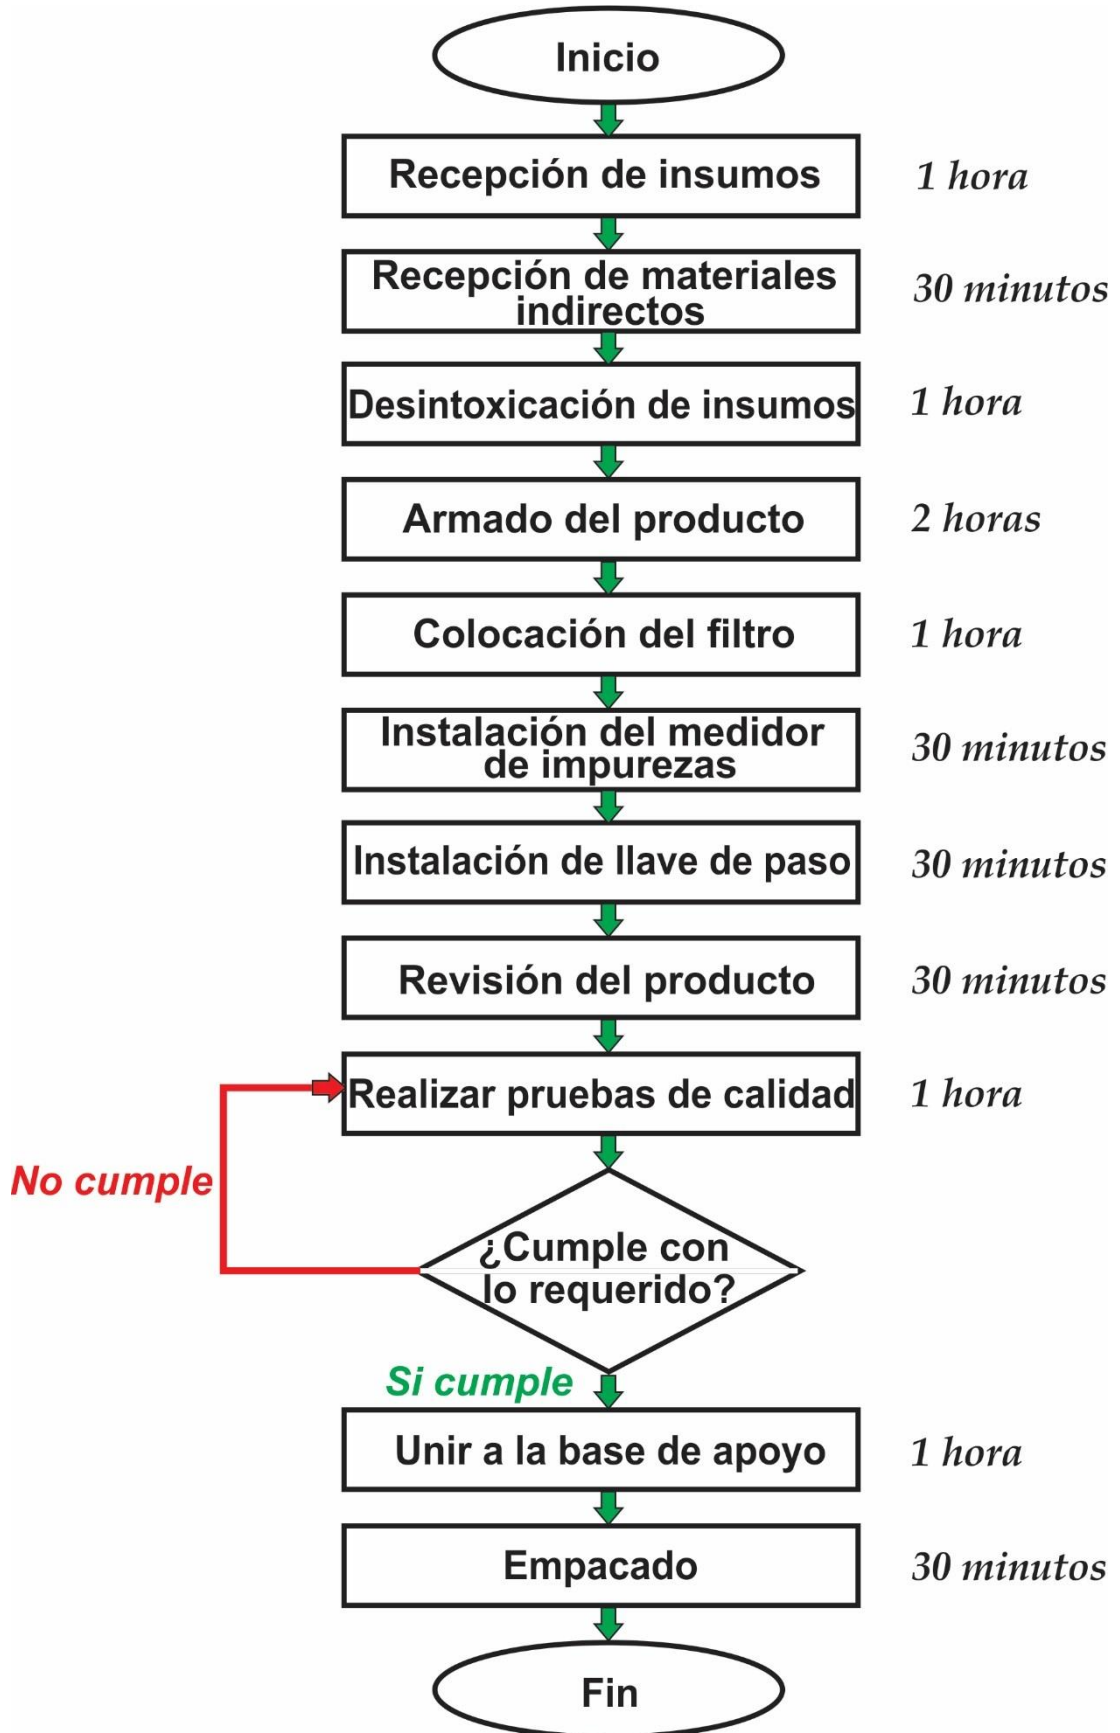 Inicio
Recepción de insumos
1 hora
Recepción de materiales
indirectos
30 minutos
Desintoxicación de insumos
1 hora
Armado del producto
2 horas
Colocación del filtro
1 hora
Instalación del medidor
de impurezas
30 minutos
Instalación de llave de paso
30 minutos
Revisión del producto
30 minutos
Realizar pruebas de calidad
1 hora
No cumple
¿Cumple con
lo requerido?
Si cumple
Unir a la base de apoyo
1 hora
Empacado
30 minutos
Fin